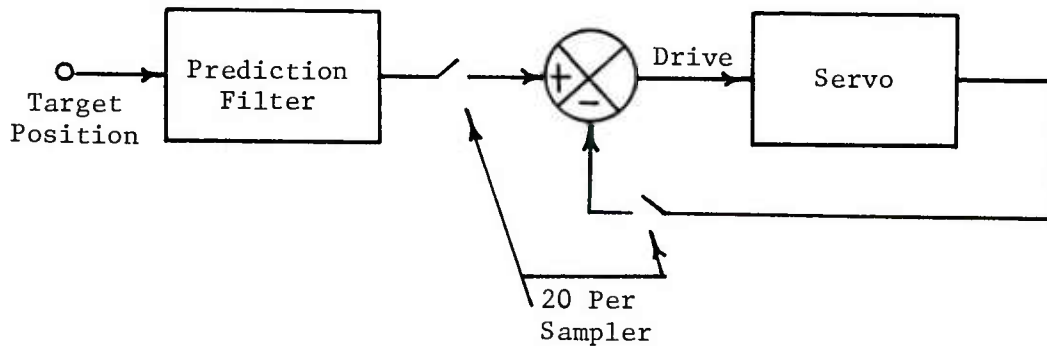 Target
Position
Prediction
Filter
+
-
Drive
Servo
20 Per
Sampler